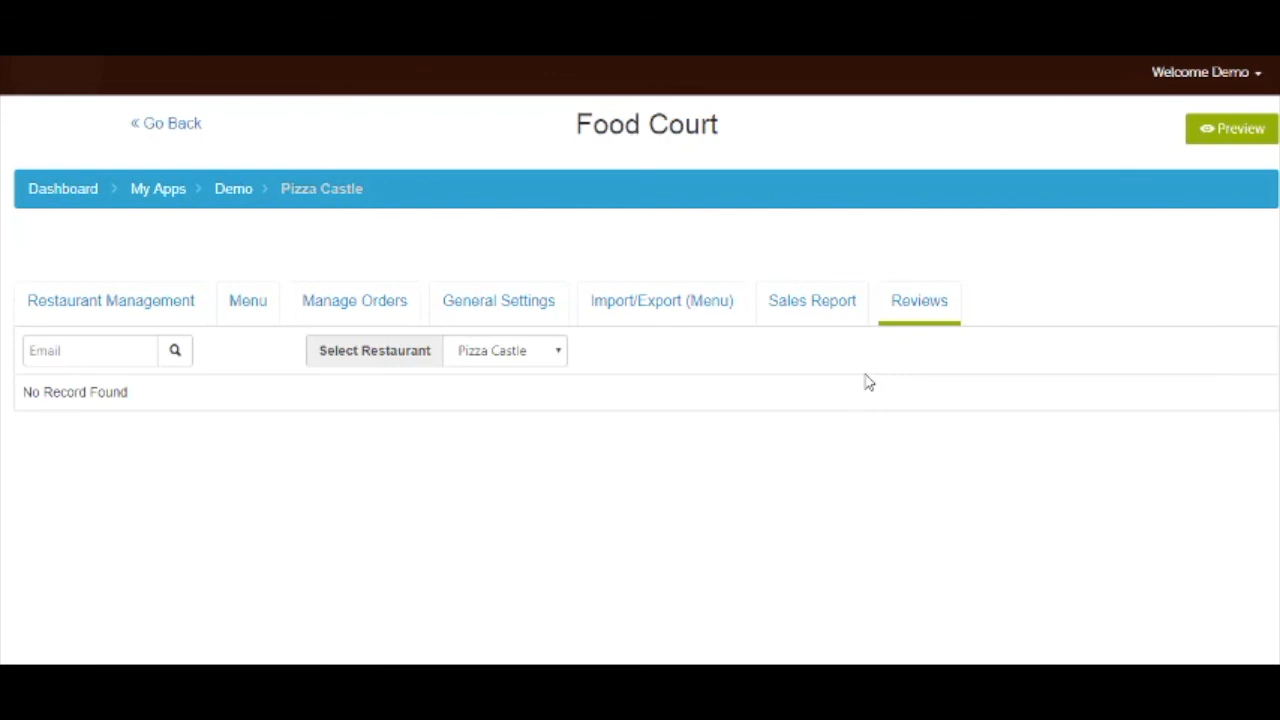 Welcome Demo
« Go Back
Food Court
Preview
Dashboard > My Apps > Demo > Pizza Castle
Restaurant Management Menu Manage Orders General Settings Import/Export (Menu) Sales Report Reviews
Email Select Restaurant Pizza Castle
No Record Found